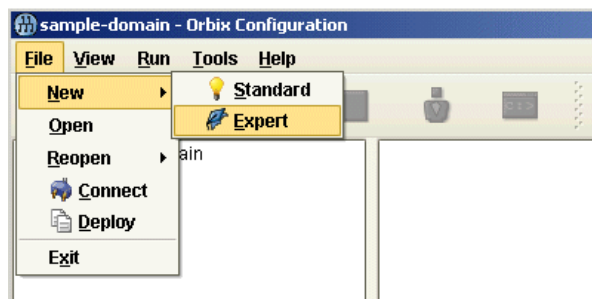 sample-domain - Orbix Configuration
File View Run Tools Help
New Standard
Open Expert
Reopen ain
Connect
Deploy
Exit